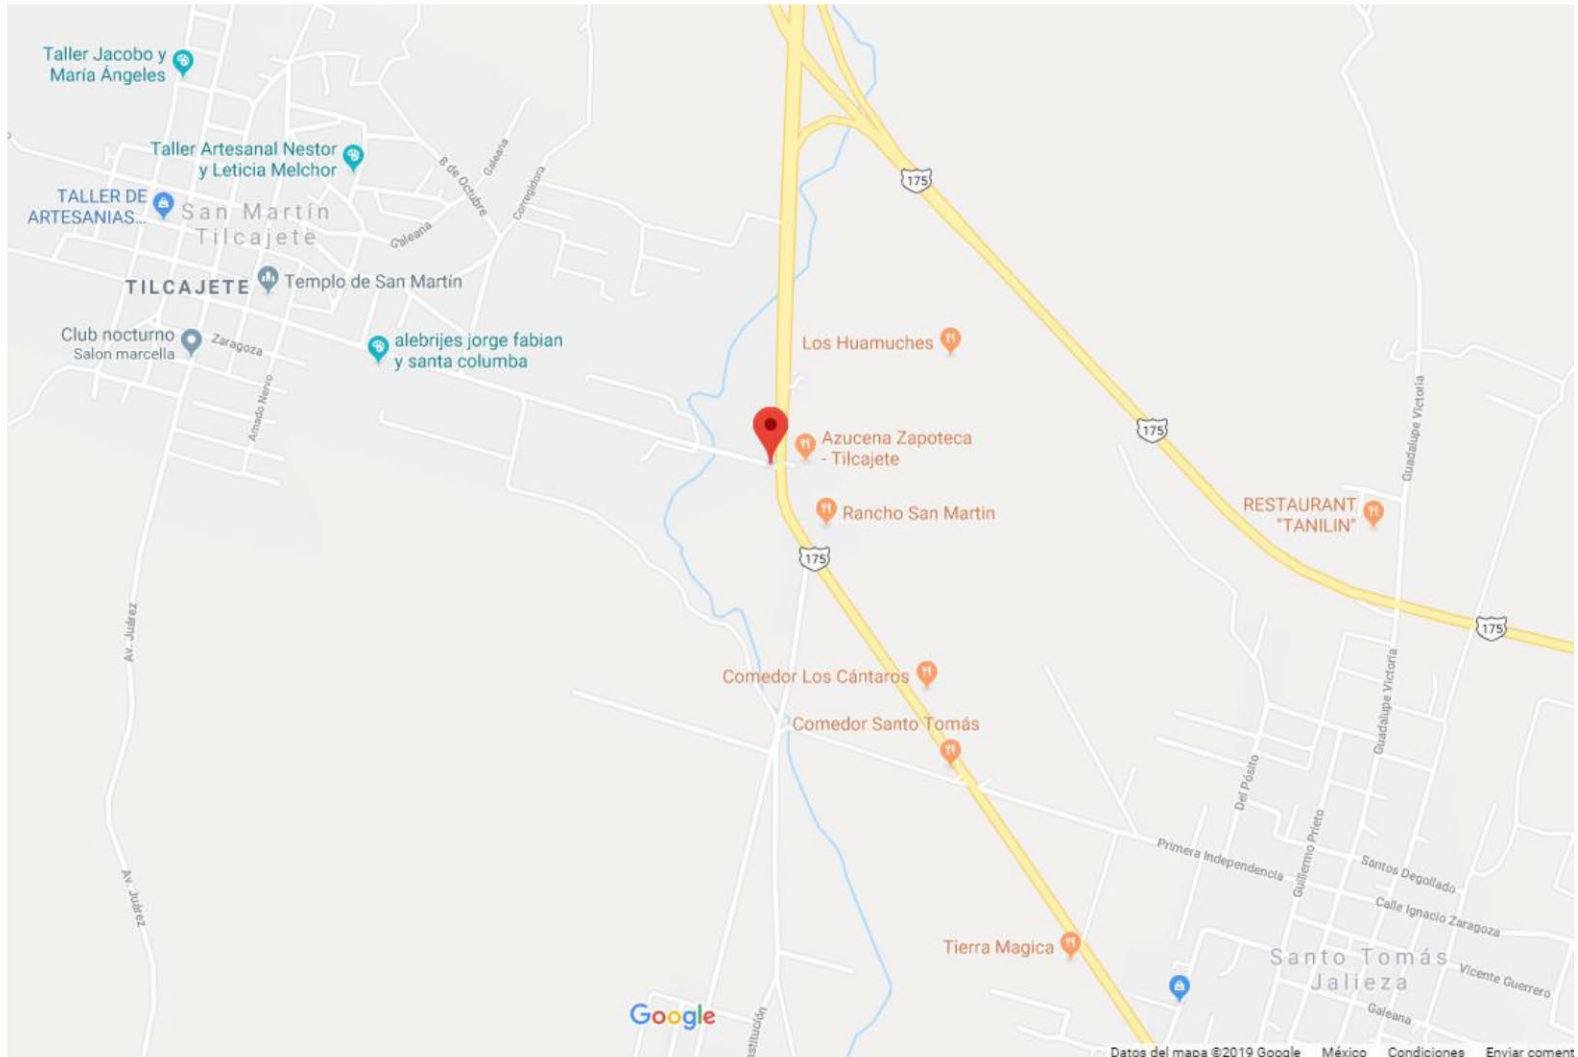 Taller Jacobo y
María Ángeles
Taller Artesanal Nestor
y Leticia Melchor
TALLER DE
ARTESANIAS...
San Martín
Tilcajete
8 de Octubre
Galeana
Corregidora
Galeana
175
TILCAJETE
Templo de San Martín
Club nocturno
Salon marcella
Zaragoza
alebrijes jorge fabian
y santa columba
Los Huamuches
Amado Nervo
Guadalupe Victoria
175
Azucena Zapoteca
- Tilcajete
Rancho San Martin
RESTAURANT
"TANILIN"
175
Av. Juárez
175
Comedor Los Cántaros
Comedor Santo Tomás
Guadalupe Victoria
Del Pósito
Guillermo Prieto
Primera Independencia
Santos Degollado
Av. Juárez
Calle Ignacio Zaragoza
Tierra Magica
Santo Tomás
Jalieza
Vicente Guerrero
Galeana
Google
stitución
Datos del mapa ©2019 Google México Condiciones Enviar coment